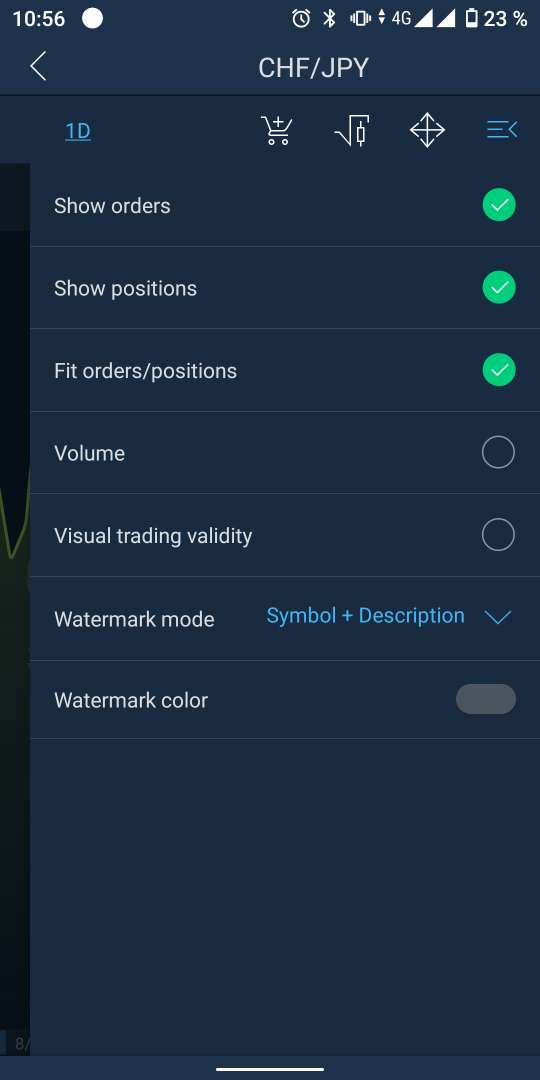 10:56 4G 23 %
CHF/JPY
1D
Show orders
Show positions
Fit orders/positions
Volume
Visual trading validity
Watermark mode Symbol + Description
Watermark color
8/